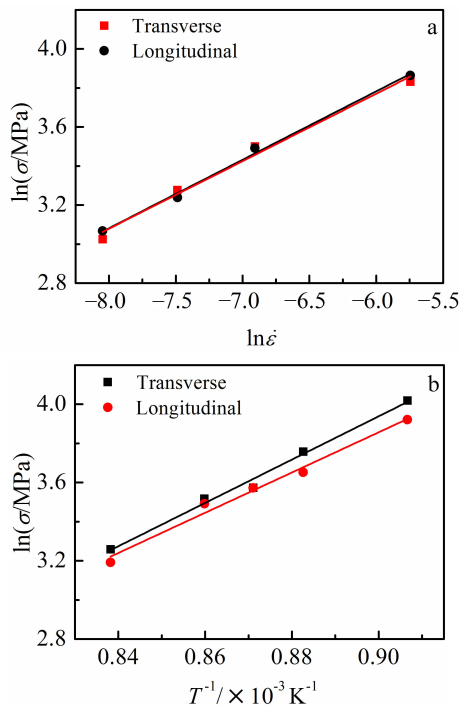 Transverse
Longitudinal
a
4.0
3.6
3.2
2.8
ln(σ/MPa)
−8.0 −7.5 −7.0 −6.5 −6.0 −5.5
lnε̇
Transverse
Longitudinal
b
4.0
3.6
3.2
2.8
ln(σ/MPa)
0.84 0.86 0.88 0.90
T⁻¹/×10⁻³ K⁻¹